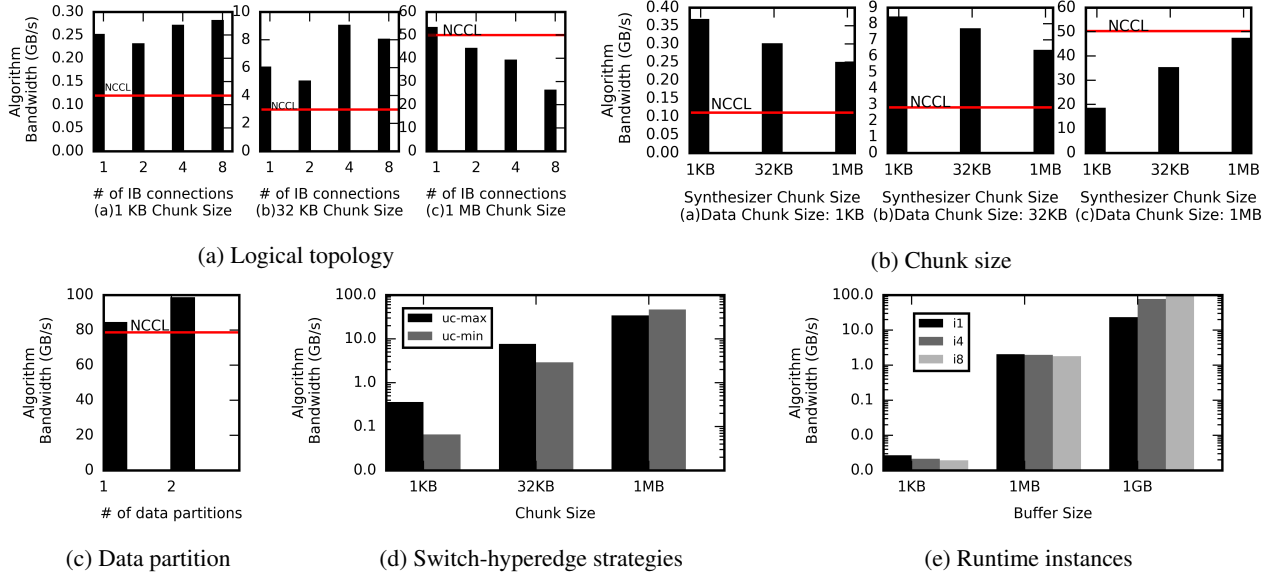 Algorithm
Bandwidth (GB/s)
0.30
0.25
0.20
0.15
0.10
0.05
0.00
NCCL
1 2 4 8
# of IB connections
(a)1 KB Chunk Size
10
8
6
4
2
0
NCCL
1 2 4 8
# of IB connections
(b)32 KB Chunk Size
60
50
40
30
20
10
0
NCCL
1 2 4 8
# of IB connections
(c)1 MB Chunk Size
(a) Logical topology
Algorithm
Bandwidth (GB/s)
0.40
0.35
0.30
0.25
0.20
0.15
0.10
0.05
0.00
NCCL
1KB 32KB 1MB
Synthesizer Chunk Size
(a)Data Chunk Size: 1KB
9
8
7
6
5
4
3
2
1
0
NCCL
1KB 32KB 1MB
Synthesizer Chunk Size
(b)Data Chunk Size: 32KB
60
50
40
30
20
10
0
NCCL
1KB 32KB 1MB
Synthesizer Chunk Size
(c)Data Chunk Size: 1MB
(b) Chunk size
Algorithm
Bandwidth (GB/s)
100
80
60
40
20
0
NCCL
1 2
# of data partitions
(c) Data partition
Algorithm
Bandwidth (GB/s)
100.0
10.0
1.0
0.1
0.0
uc-max
uc-min
1KB 32KB 1MB
Chunk Size
(d) Switch-hyperedge strategies
Algorithm
Bandwidth (GB/s)
100.0
10.0
1.0
0.1
0.0
0.0
i1
i4
i8
1KB 1MB 1GB
Buffer Size
(e) Runtime instances